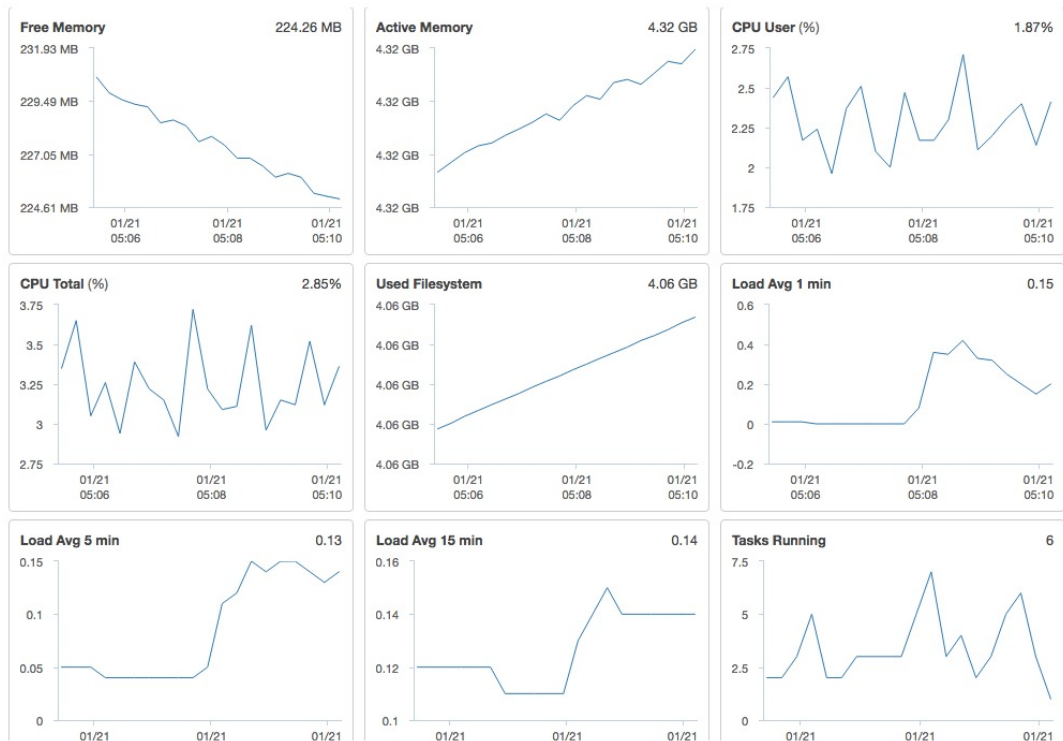 Free Memory 224.26 MB
231.93 MB
229.49 MB
227.05 MB
224.61 MB
01/21 01/21 01/21
05:06 05:08 05:10
Active Memory 4.32 GB
4.32 GB
4.32 GB
4.32 GB
4.32 GB
01/21 01/21 01/21
05:06 05:08 05:10
CPU User (%) 1.87%
2.75
2.5
2.25
2
1.75
01/21 01/21 01/21
05:06 05:08 05:10
CPU Total (%) 2.85%
3.75
3.5
3.25
3
2.75
01/21 01/21 01/21
05:06 05:08 05:10
Used Filesystem 4.06 GB
4.06 GB
4.06 GB
4.06 GB
4.06 GB
4.06 GB
01/21 01/21 01/21
05:06 05:08 05:10
Load Avg 1 min 0.15
0.6
0.4
0.2
0
-0.2
01/21 01/21 01/21
05:06 05:08 05:10
Load Avg 5 min 0.13
0.15
0.1
0.05
0
01/21 01/21 01/21
Load Avg 15 min 0.14
0.16
0.14
0.12
0.1
01/21 01/21 01/21
Tasks Running 6
7.5
5
2.5
0
01/21 01/21 01/21